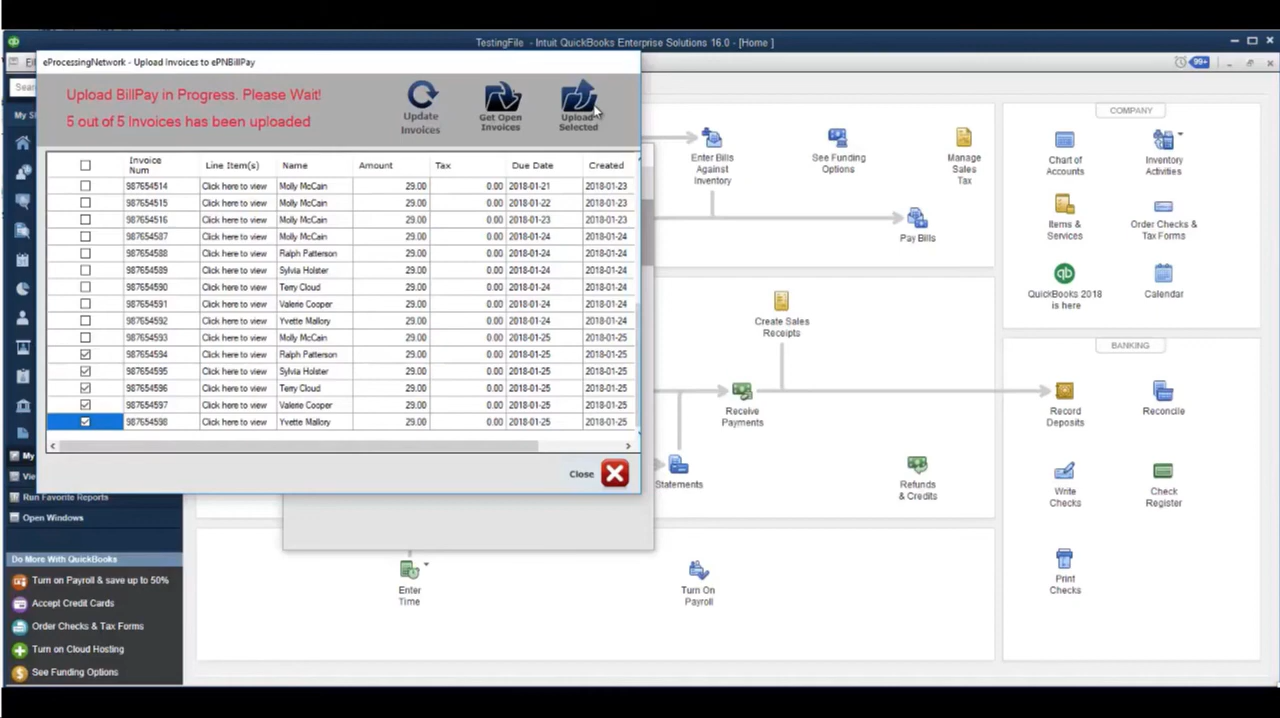 TestingFile - Intuit QuickBooks Enterprise Solutions 16.0 - [Home ]
eProcessingNetwork - Upload Invoices to ePNBillPay
99+
Upload BillPay in Progress. Please Wait!
5 out of 5 Invoices has been uploaded
Update
Invoices
Get Open
Invoices
Upload
Selected
Invoice
Num
Line Item(s) Name Amount Tax Due Date Created
987654514 Click here to view Molly McCain 29.00 0.00 2018-01-21 2018-01-23
987654515 Click here to view Molly McCain 29.00 0.00 2018-01-22 2018-01-23
987654516 Click here to view Molly McCain 29.00 0.00 2018-01-23 2018-01-23
987654587 Click here to view Molly McCain 29.00 0.00 2018-01-24 2018-01-24
987654588 Click here to view Ralph Patterson 29.00 0.00 2018-01-24 2018-01-24
987654589 Click here to view Sylvia Holster 29.00 0.00 2018-01-24 2018-01-24
987654590 Click here to view Terry Cloud 29.00 0.00 2018-01-24 2018-01-24
987654591 Click here to view Valerie Cooper 29.00 0.00 2018-01-24 2018-01-24
987654592 Click here to view Yvette Mallory 29.00 0.00 2018-01-24 2018-01-24
987654593 Click here to view Molly McCain 29.00 0.00 2018-01-25 2018-01-25
987654594 Click here to view Ralph Patterson 29.00 0.00 2018-01-25 2018-01-25
987654595 Click here to view Sylvia Holster 29.00 0.00 2018-01-25 2018-01-25
987654596 Click here to view Terry Cloud 29.00 0.00 2018-01-25 2018-01-25
987654597 Click here to view Valerie Cooper 29.00 0.00 2018-01-25 2018-01-25
987654598 Click here to view Yvette Mallory 29.00 0.00 2018-01-25 2018-01-25
Close
Sear
My S
My
Vie
Run Favorite Reports
Open Windows
Do More With QuickBooks
Turn on Payroll & save up to 50%
Accept Credit Cards
Order Checks & Tax Forms
Turn on Cloud Hosting
See Funding Options
Enter Bills
Against
Inventory
See Funding
Options
Manage
Sales
Tax
Pay Bills
Create Sales
Receipts
Receive
Payments
Statements
Refunds
& Credits
Enter
Time
Turn On
Payroll
COMPANY
Chart of
Accounts
Inventory
Activities
Items &
Services
Order Checks &
Tax Forms
QuickBooks 2018
is here
Calendar
BANKING
Record
Deposits
Reconcile
Write
Checks
Check
Register
Print
Checks